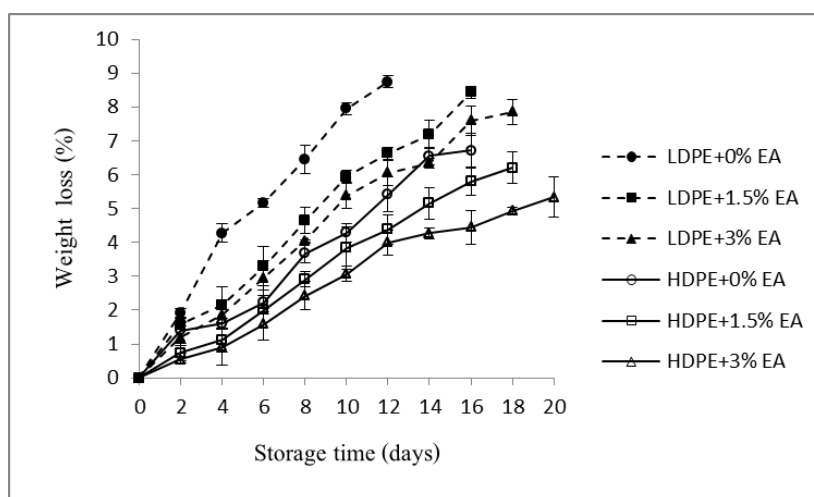 10
9
8
7
6
5
4
3
2
1
0
Weight loss (%)
0 2 4 6 8 10 12 14 16 18 20
Storage time (days)
LDPE+0% EA
LDPE+1.5% EA
LDPE+3% EA
HDPE+0% EA
HDPE+1.5% EA
HDPE+3% EA